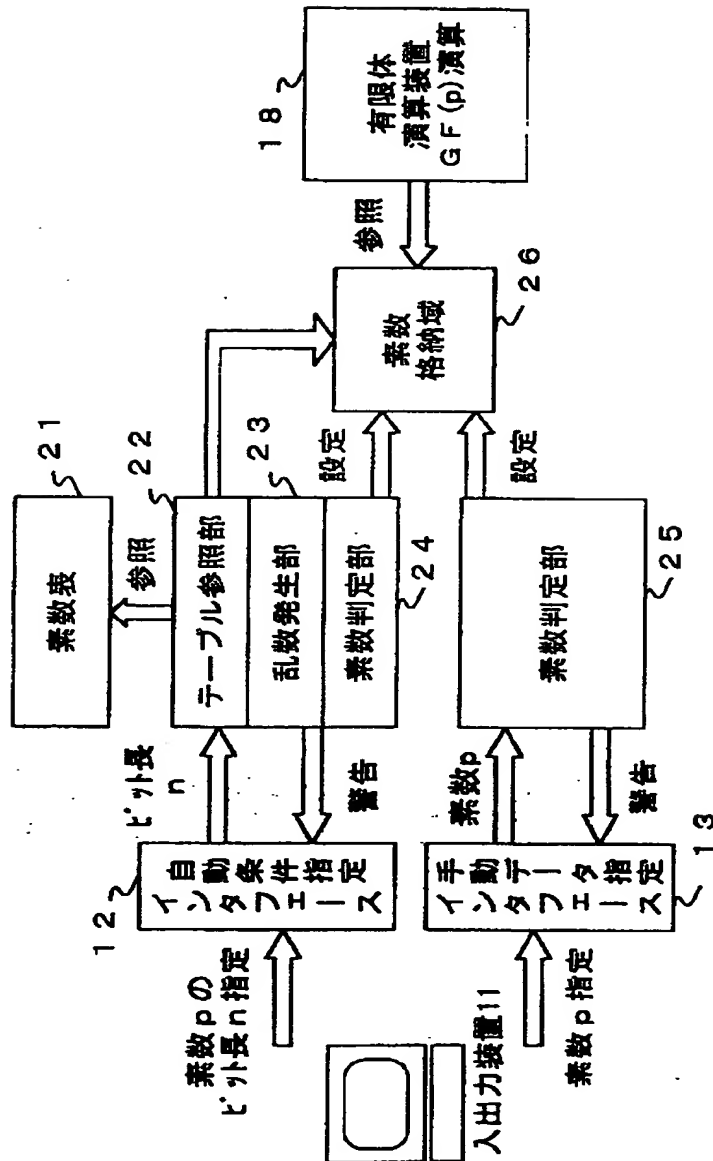 入出力装置11
素数pの
ビット長n指定
素数p指定
12
自動条件指定
インタフェース
手動データ指定
インタフェース
13
ビット長
n
警告
素数p
警告
素数表
21
参照
テーブル参照部
22
乱数発生部
23
素数判定部
24
素数判定部
25
設定
設定
素数
格納域
26
参照
有限体
演算装置
GF(p)演算
18